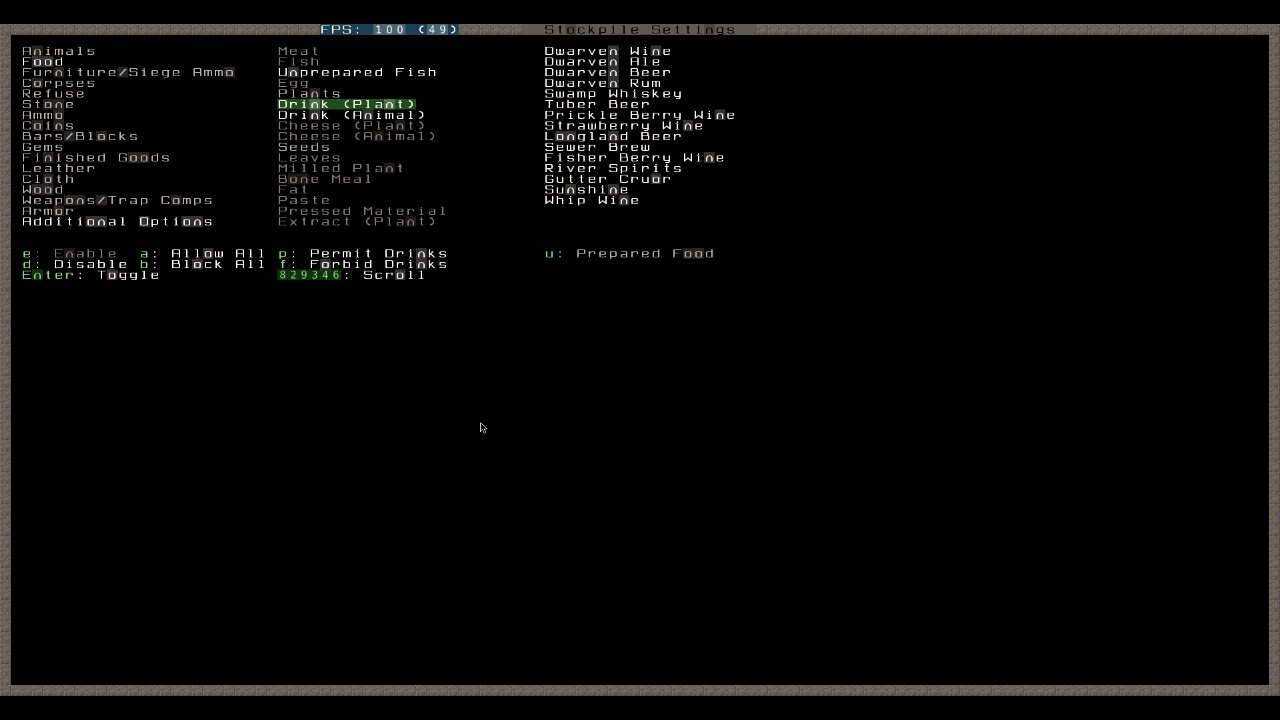 FPS: 100 (49) Stockpile Settings
Animals Meat Dwarven Wine
Food Fish Dwarven Ale
Furniture/Siege Ammo Unprepared Fish Dwarven Beer
Corpses Egg Dwarven Rum
Refuse Plants Swamp Whiskey
Stone Drink (Plant) Tuber Beer
Ammo Drink (Animal) Prickle Berry Wine
Coins Cheese (Plant) Strawberry Wine
Bars/Blocks Cheese (Animal) Longland Beer
Gems Seeds Sewer Brew
Finished Goods Leaves Fisher Berry Wine
Leather Milled Plant River Spirits
Cloth Bone Meal Gutter Cruor
Wood Fat Sunshine
Weapons/Trap Comps Paste Whip Wine
Armor Pressed Material
Additional Options Extract (Plant)
e: Enable a: Allow All p: Permit Drinks u: Prepared Food
d: Disable b: Block All f: Forbid Drinks
Enter: Toggle 829346: Scroll